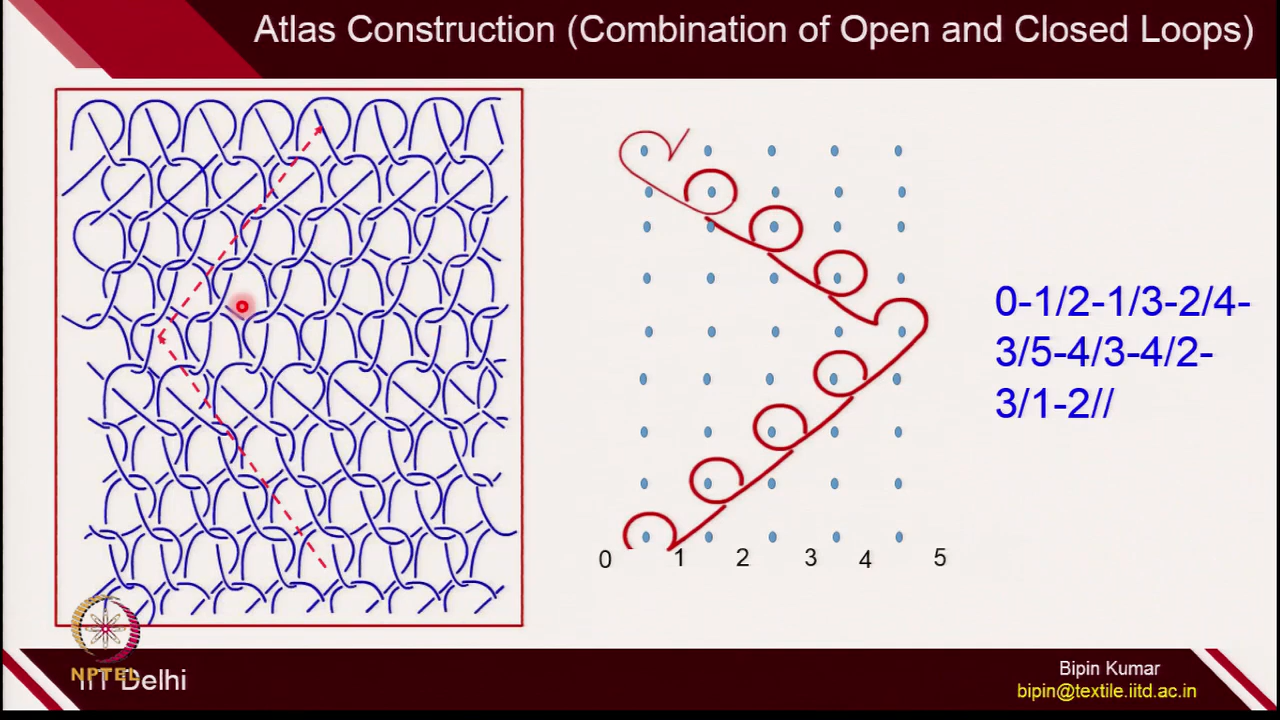 Atlas Construction (Combination of Open and Closed Loops)
0-1/2-1/3-2/4-
3/5-4/3-4/2-
3/1-2//
0 1 2 3 4 5
NPTEL
IIT Delhi
Bipin Kumar
bipin@textile.iitd.ac.in